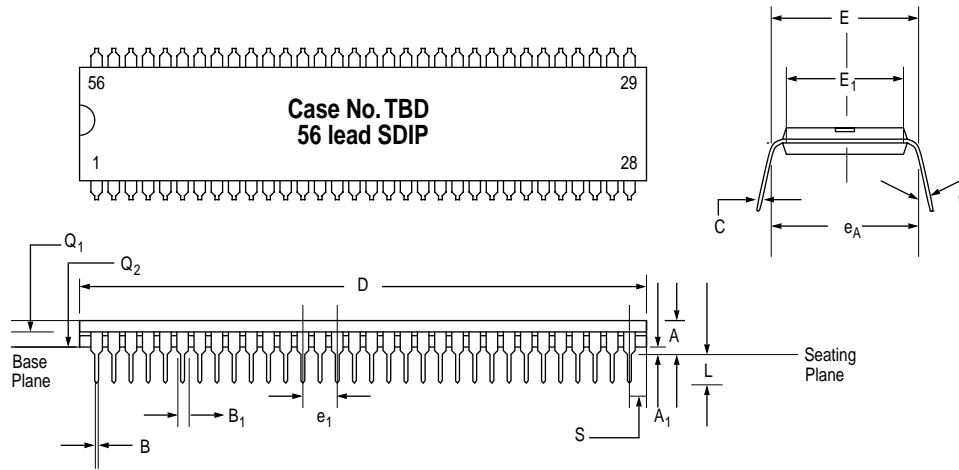 56
29
Case No. TBD
56 lead SDIP
1
28
E
E1
C
eA
Q1
Q2
D
A
Base
Plane
Seating
Plane
L
B1
e1
A1
S
B